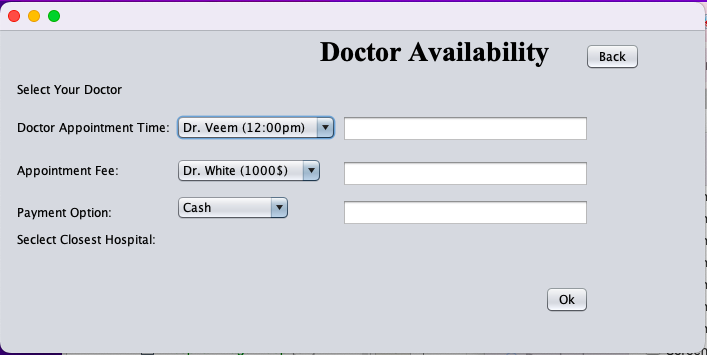 Doctor Availability
Back
Select Your Doctor
Doctor Appointment Time: Dr. Veem (12:00pm)
Appointment Fee: Dr. White (1000$)
Payment Option: Cash
Seclect Closest Hospital:
Ok